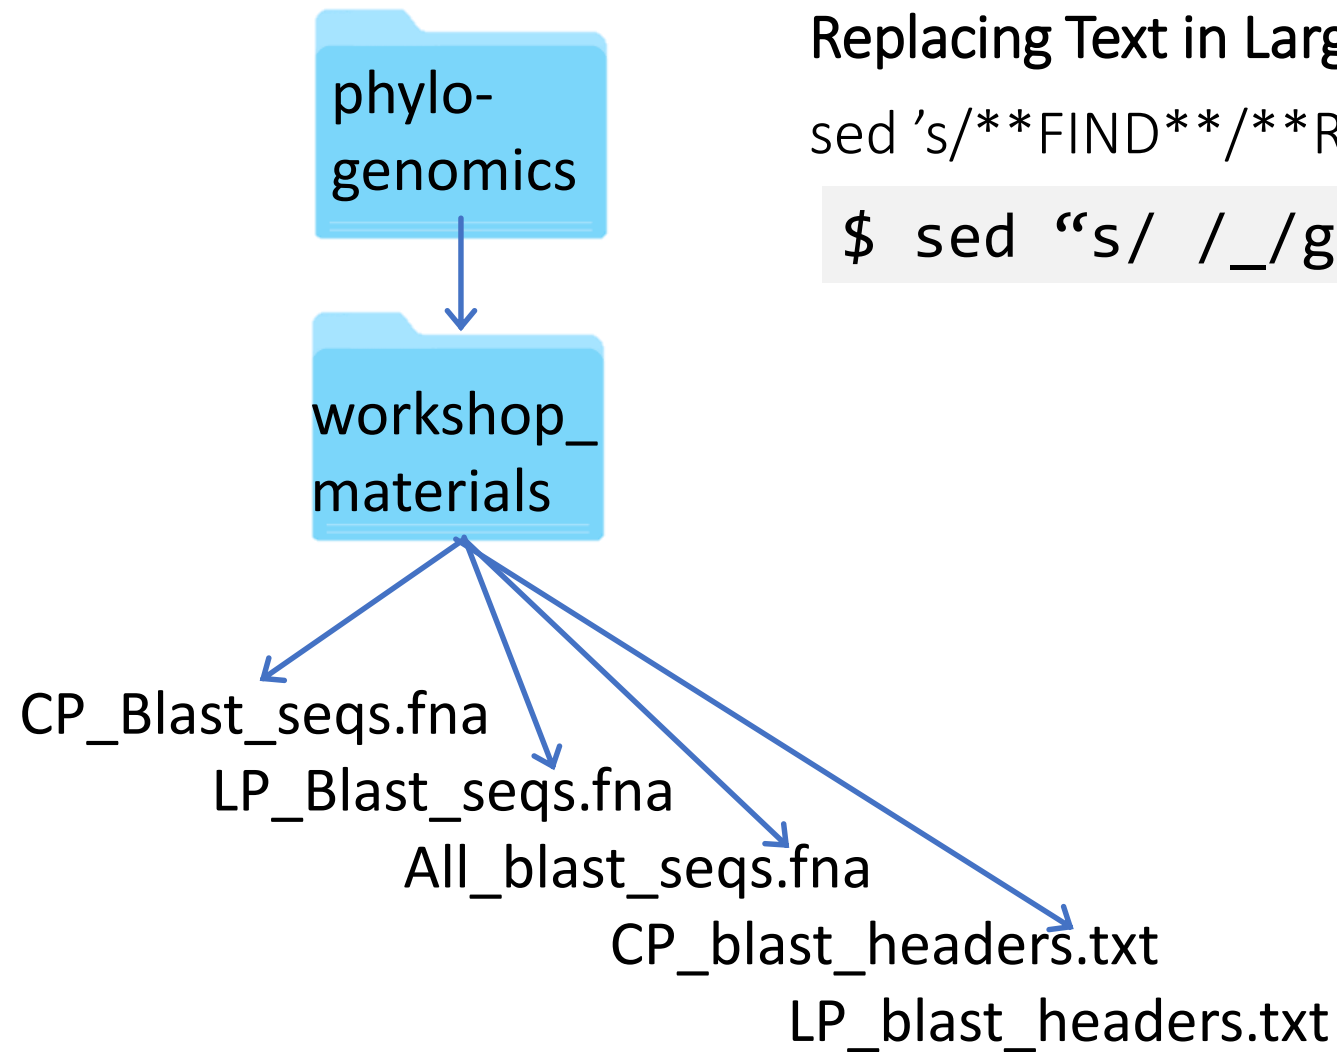 phylo-
genomics
Replacing Text in Larg
sed ’s/**FIND**/**R
$ sed “s/ /_/g
workshop_
materials
CP_Blast_seqs.fna
LP_Blast_seqs.fna
All_blast_seqs.fna
CP_blast_headers.txt
LP_blast_headers.txt